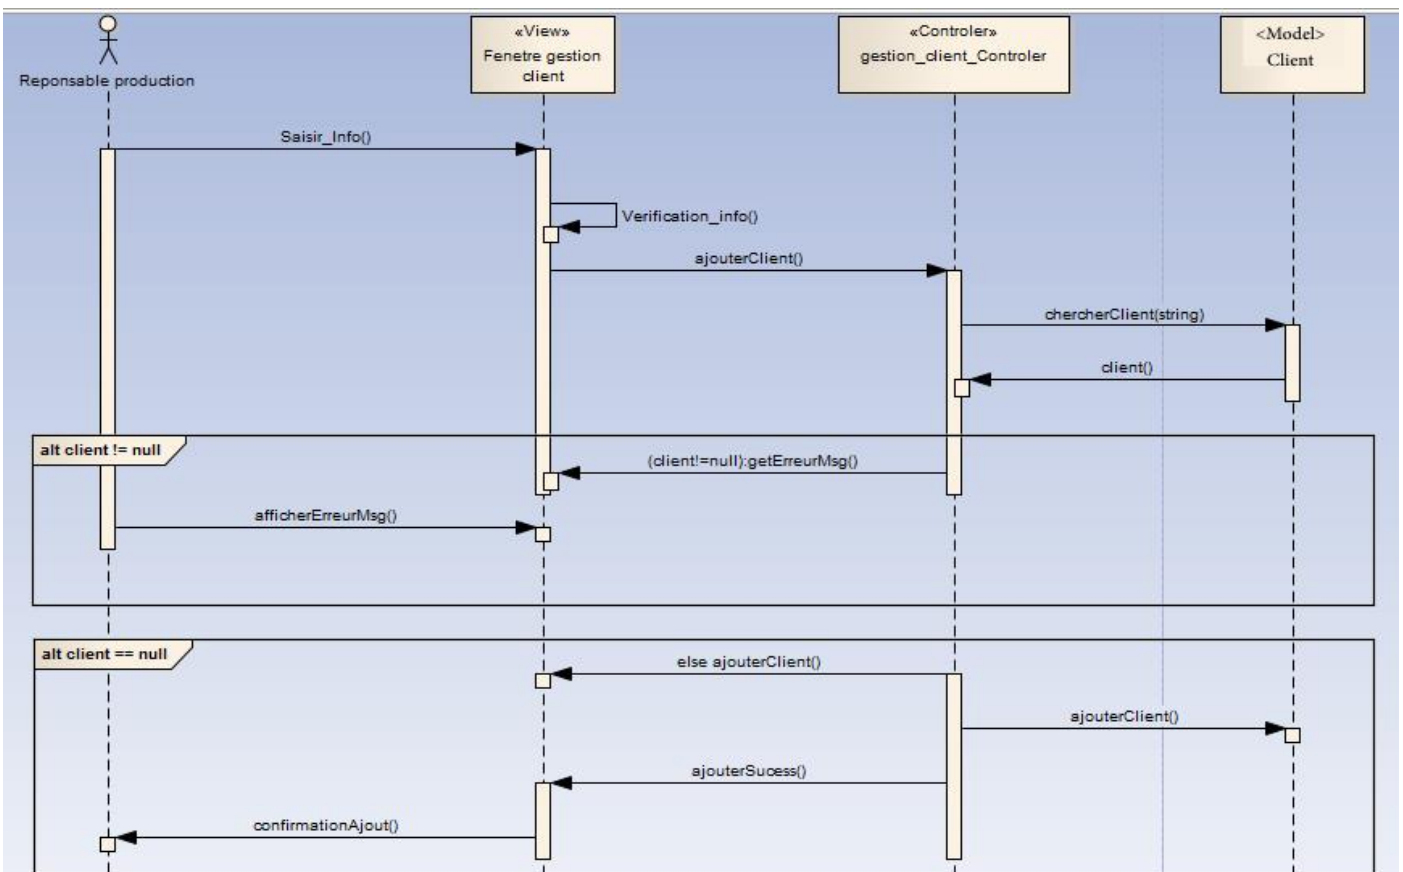 «View»
Fenetre gestion
client
«Controler»
gestion_client_Controler
<Model>
Client
Reponsable production
Saisir_Info()
Verification_info()
ajouterClient()
chercherClient(string)
client()
alt client != null
(client!=null):getErreurMsg()
afficherErreurMsg()
alt client == null
else ajouterClient()
ajouterClient()
ajouterSucess()
confirmationAjout()